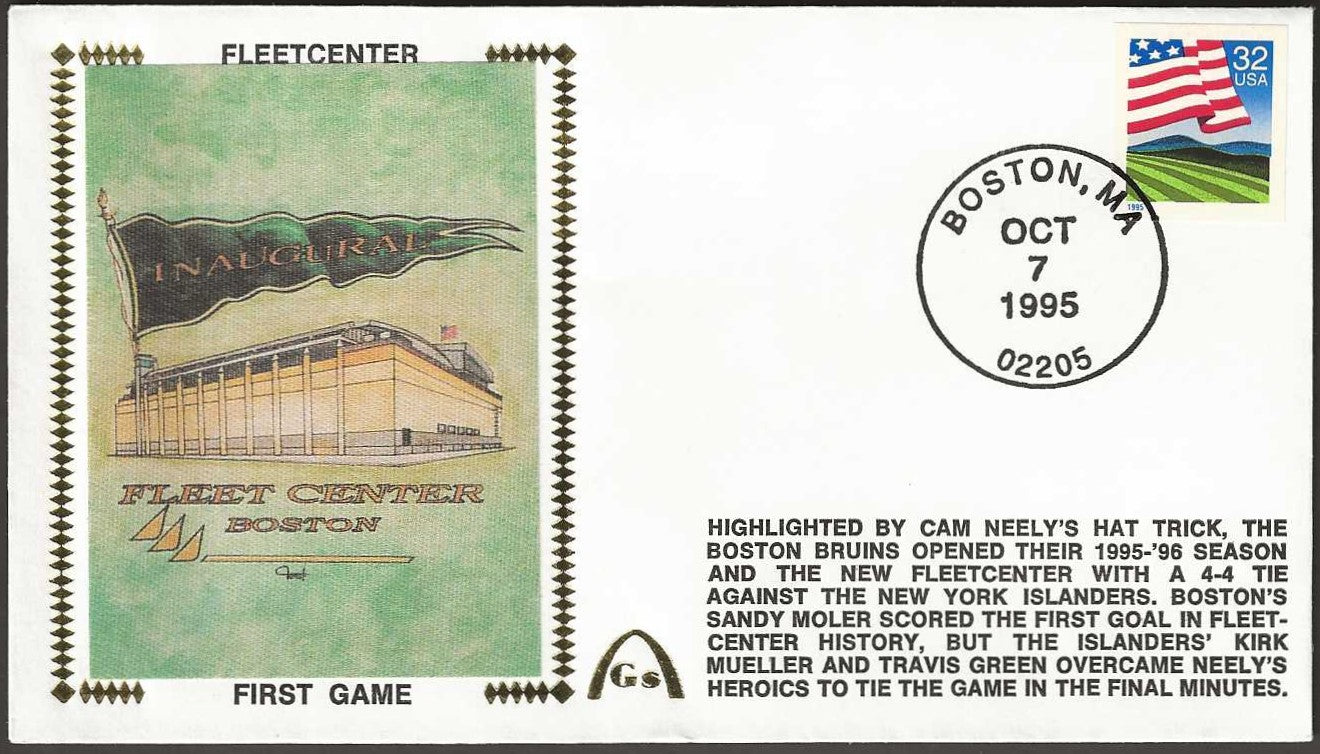 FLEETCENTER
INAUGURAL
FLEET CENTER
BOSTON
FIRST GAME
32
USA
1995
BOSTON, MA
OCT
7
1995
02205
Gs
HIGHLIGHTED BY CAM NEELY'S HAT TRICK, THE
BOSTON BRUINS OPENED THEIR 1995-'96 SEASON
AND THE NEW FLEETCENTER WITH A 4-4 TIE
AGAINST THE NEW YORK ISLANDERS. BOSTON'S
SANDY MOLER SCORED THE FIRST GOAL IN FLEET-
CENTER HISTORY, BUT THE ISLANDERS' KIRK
MUELLER AND TRAVIS GREEN OVERCAME NEELY'S
HEROICS TO TIE THE GAME IN THE FINAL MINUTES.